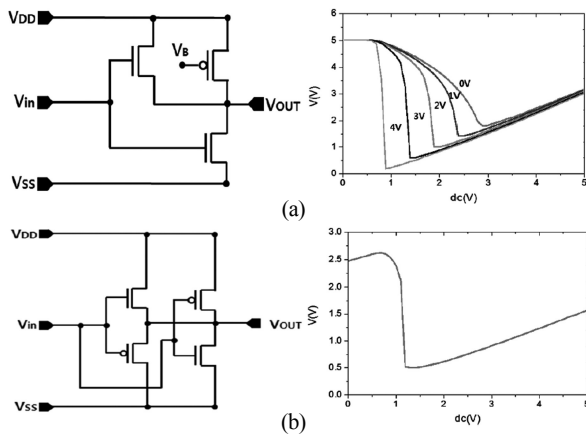 VDD
VB
Vin
VOUT
VSS
V(V)
6
5
4
3
2
1
0
0V
1V
2V
3V
4V
0 1 2 3 4 5
dc(V)
(a)
VDD
Vin
VOUT
VSS
V(V)
3.0
2.5
2.0
1.5
1.0
0.5
0.0
0 1 2 3 4 5
dc(V)
(b)